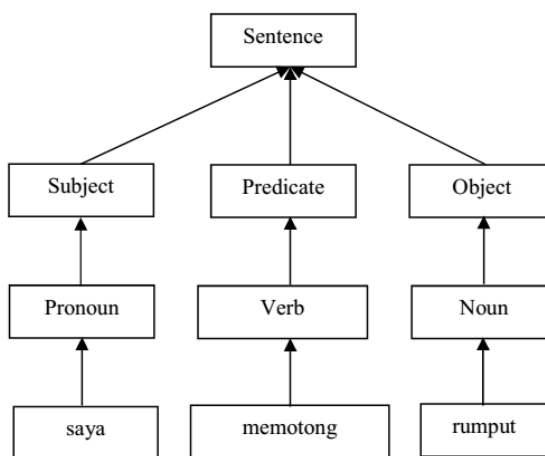 Sentence
Subject Predicate Object
Pronoun Verb Noun
saya memotong rumput